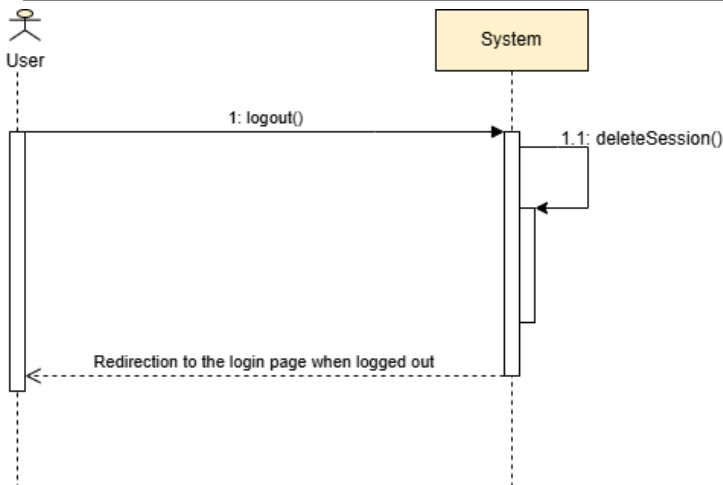 User
System
1: logout()
1.1: deleteSession()
Redirection to the login page when logged out